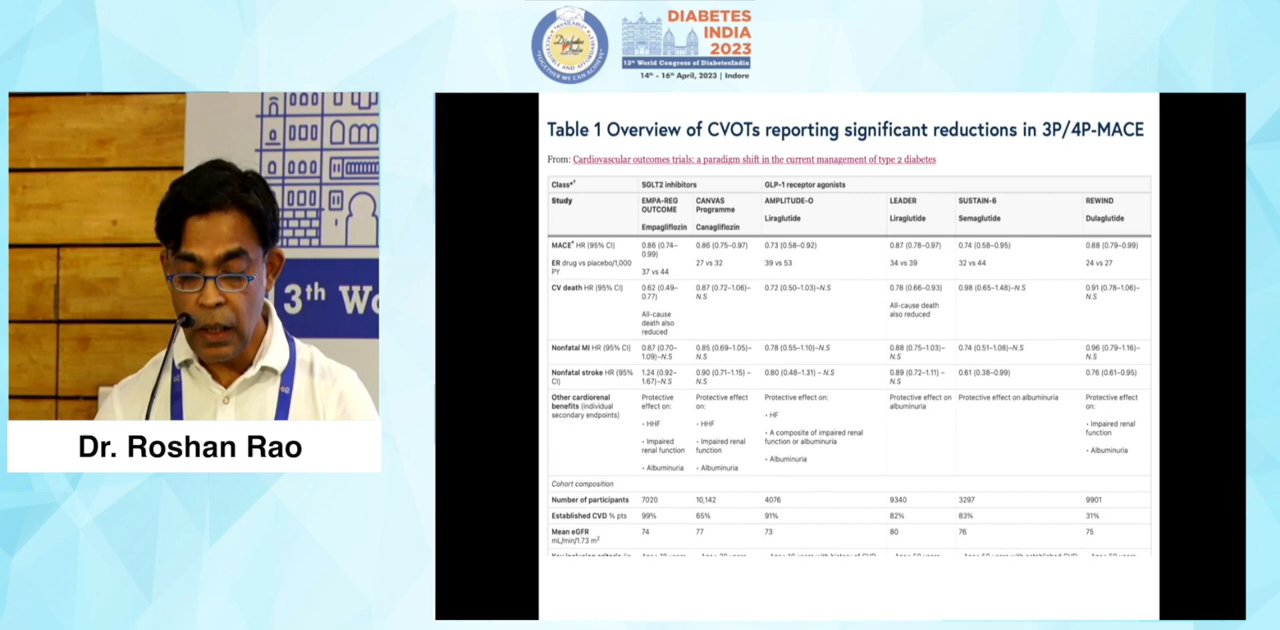 DIABETES
INDIA
2023
12th World Congress of DiabetesIndia
14th - 16th April, 2023 | Indore
AVAILABLE
ACCESSIBLE AND AFFORDABLE
TOGETHER WE CAN ACHIEVE
Diabetes
India
3th Wo
Dr. Roshan Rao
Table 1 Overview of CVOTs reporting significant reductions in 3P/4P-MACE
From: Cardiovascular outcomes trials: a paradigm shift in the current management of type 2 diabetes
Class*† SGLT2 inhibitors GLP-1 receptor agonists
Study EMPA-REG CANVAS AMPLITUDE-O LEADER SUSTAIN-6 REWIND
OUTCOME Programme
Liraglutide Liraglutide Semaglutide Dulaglutide
Empagliflozin Canagliflozin
MACE* HR (95% CI) 0.86 (0.74– 0.86 (0.75–0.97) 0.73 (0.58–0.92) 0.87 (0.78–0.97) 0.74 (0.58–0.95) 0.88 (0.79–0.99)
0.99)
ER drug vs placebo/1,000 27 vs 32 39 vs 53 34 vs 39 32 vs 44 24 vs 27
PY 37 vs 44
CV death HR (95% CI) 0.62 (0.49– 0.87 (0.72–1.06)– 0.72 (0.50–1.03)–N.S 0.78 (0.66–0.93) 0.98 (0.65–1.48)–N.S 0.91 (0.78–1.06)–
0.77) N.S N.S
All-cause All-cause death
death also also reduced
reduced
Nonfatal MI HR (95% CI) 0.87 (0.70– 0.85 (0.69–1.05)– 0.78 (0.55–1.10)–N.S 0.88 (0.75–1.03)– 0.74 (0.51–1.08)–N.S 0.96 (0.79–1.16)–
1.09)–N.S N.S N.S N.S
Nonfatal stroke HR (95% 1.24 (0.92– 0.90 (0.71–1.15) – 0.80 (0.48–1.31) – N.S 0.89 (0.72–1.11) – 0.61 (0.38–0.99) 0.76 (0.61–0.95)
CI) 1.67)–N.S N.S N.S
Other cardiorenal Protective Protective effect Protective effect on: Protective effect on Protective effect on albuminuria Protective effect
benefits (individual effect on: on: albuminuria on:
secondary endpoints) • HF
• HHF • HHF • Impaired renal
• A composite of impaired renal function
• Impaired • Impaired renal function or albuminuria
renal function function • Albuminuria
• Albuminuria
• Albuminuria • Albuminuria
Cohort composition
Number of participants 7020 10,142 4076 9340 3297 9901
Established CVD % pts 99% 65% 91% 82% 83% 31%
Mean eGFR 74 77 73 80 76 75
mL/min/1.73 m²